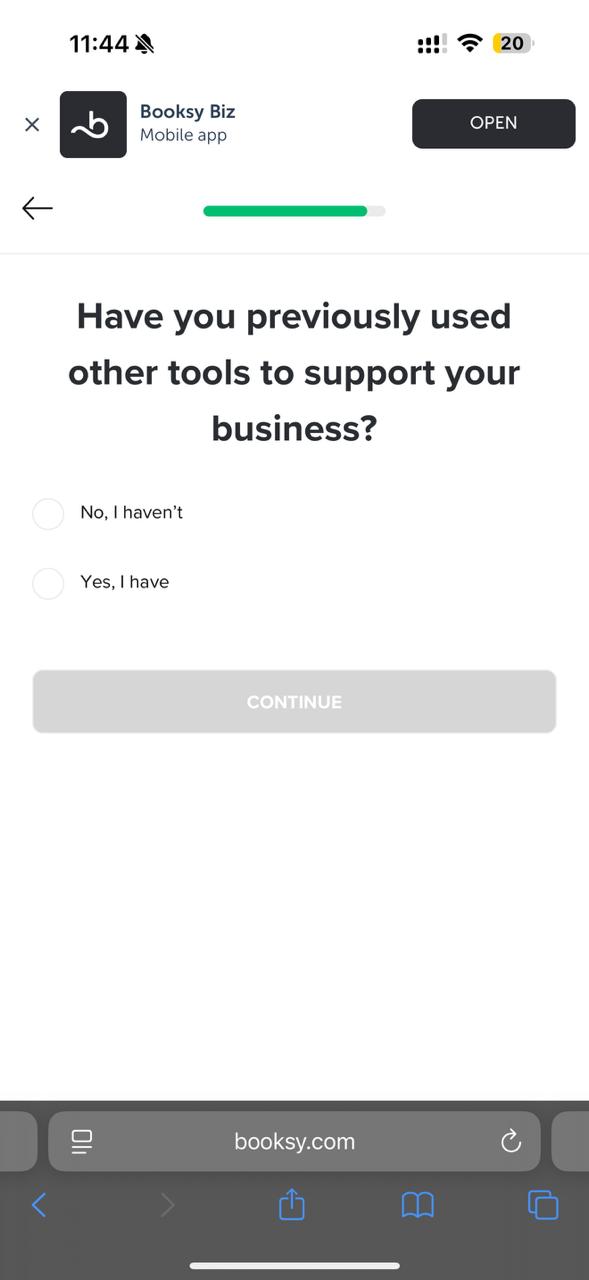 11:44
20
Booksy Biz
Mobile app
OPEN
Have you previously used
other tools to support your
business?
No, I haven’t
Yes, I have
CONTINUE
booksy.com